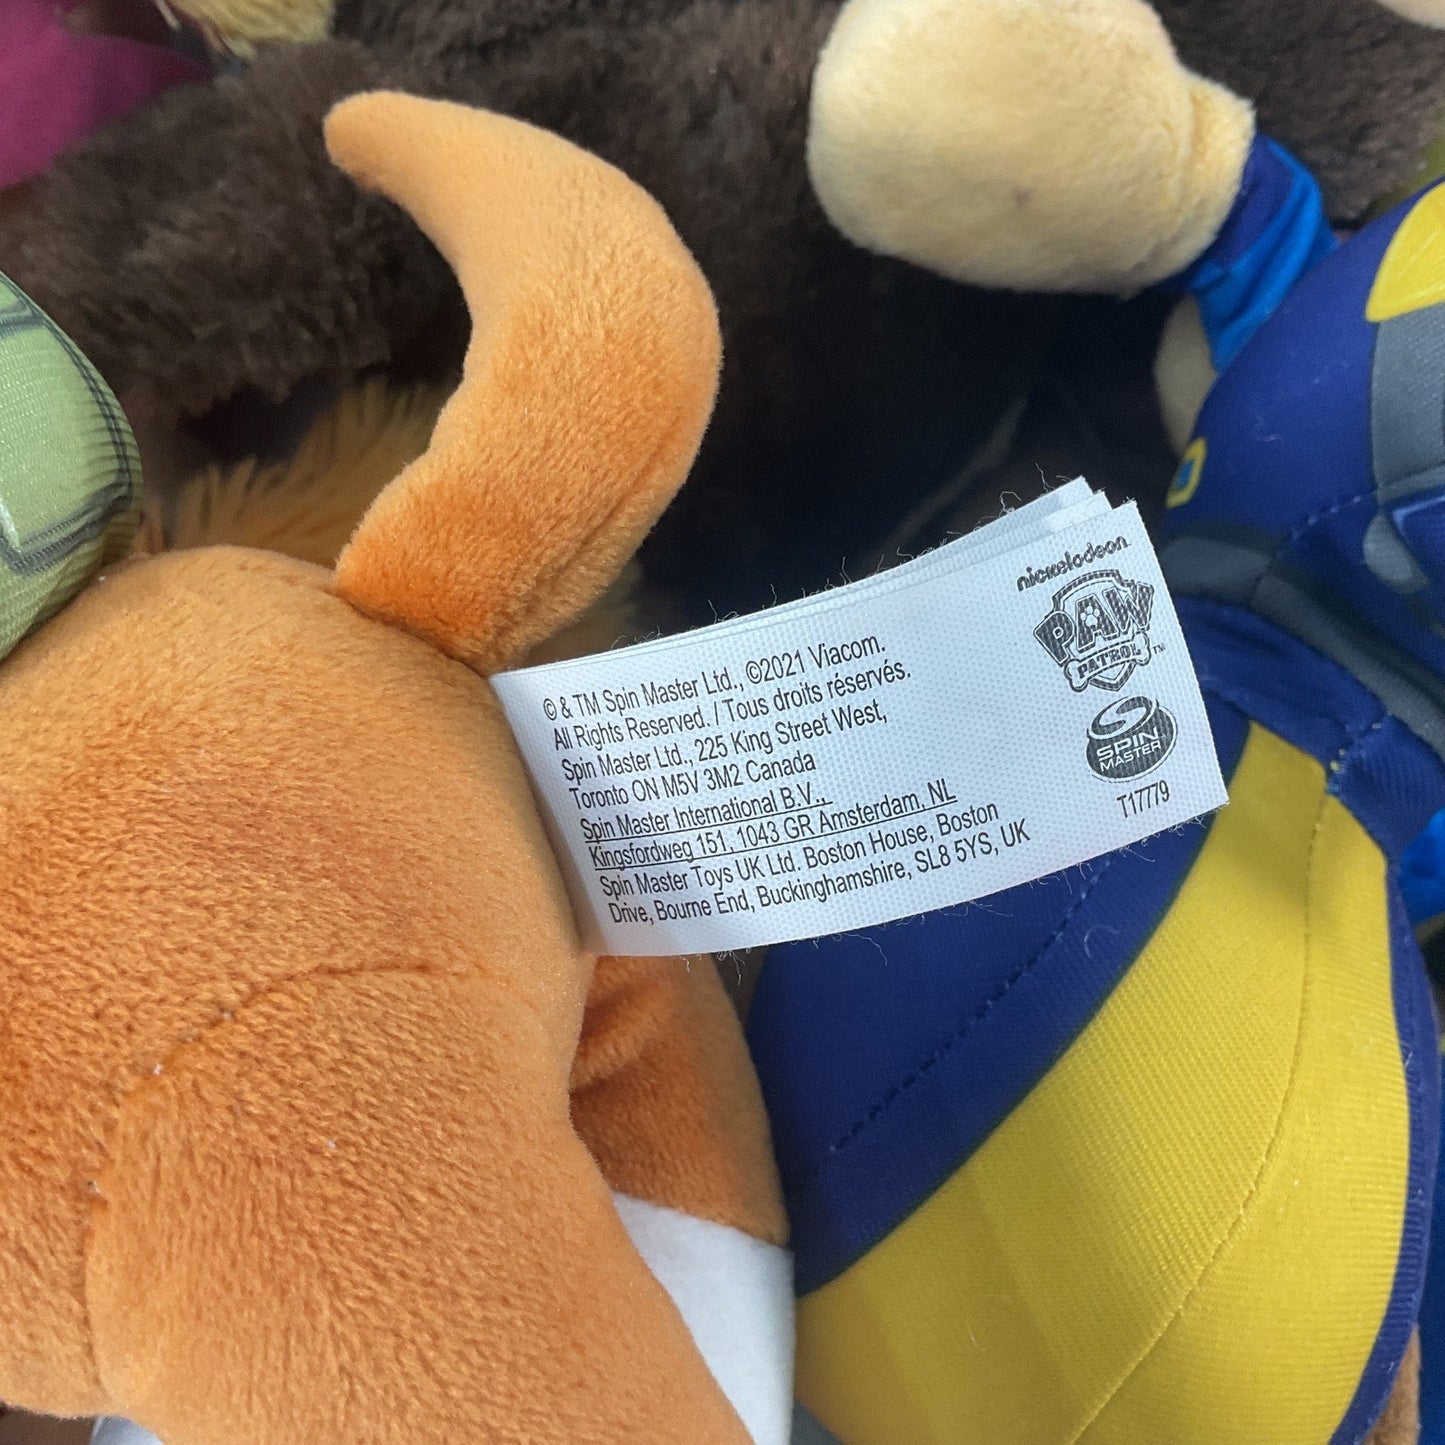 © & TM Spin Master Ltd., ©2021 Viacom.
All Rights Reserved. / Tous droits réservés.
Spin Master Ltd., 225 King Street West,
Toronto ON M5V 3M2 Canada
Spin Master International B.V.,
Kingsfordweg 151, 1043 GR Amsterdam, NL
Spin Master Toys UK Ltd. Boston House, Boston
Drive, Bourne End, Buckinghamshire, SL8 5YS, UK
nickelodeon
PAW
PATROL™
SPIN
MASTER
T17779